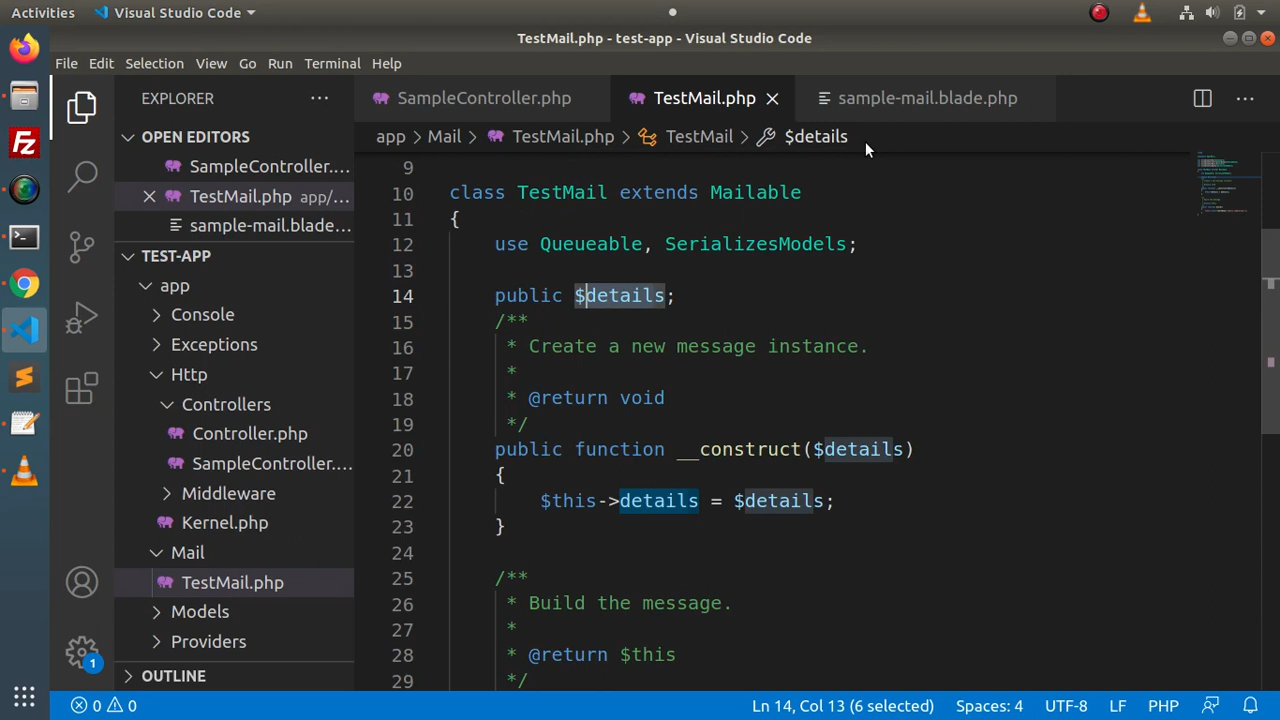 Activities Visual Studio Code
TestMail.php - test-app - Visual Studio Code
File Edit Selection View Go Run Terminal Help
EXPLORER
OPEN EDITORS
SampleController....
TestMail.php app/...
sample-mail.blade...
TEST-APP
app
Console
Exceptions
Http
Controllers
Controller.php
SampleController....
Middleware
Kernel.php
Mail
TestMail.php
Models
Providers
OUTLINE
SampleController.php TestMail.php sample-mail.blade.php
app > Mail > TestMail.php > TestMail > $details
9
10 class TestMail extends Mailable
11 {
12 use Queueable, SerializesModels;
13
14 public $details;
15 /**
16 * Create a new message instance.
17 *
18 * @return void
19 */
20 public function __construct($details)
21 {
22 $this->details = $details;
23 }
24
25 /**
26 * Build the message.
27 *
28 * @return $this
29 */
1
0 0 Ln 14, Col 13 (6 selected) Spaces: 4 UTF-8 LF PHP